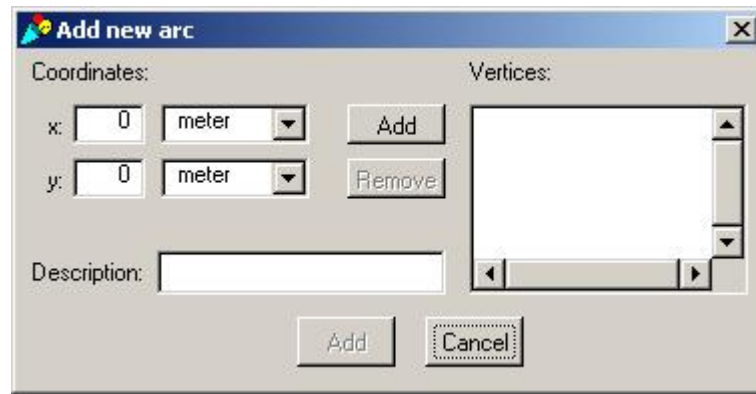 Add new arc
Coordinates:
Vertices:
x: 0 meter Add
y: 0 meter Remove
Description:
Add Cancel